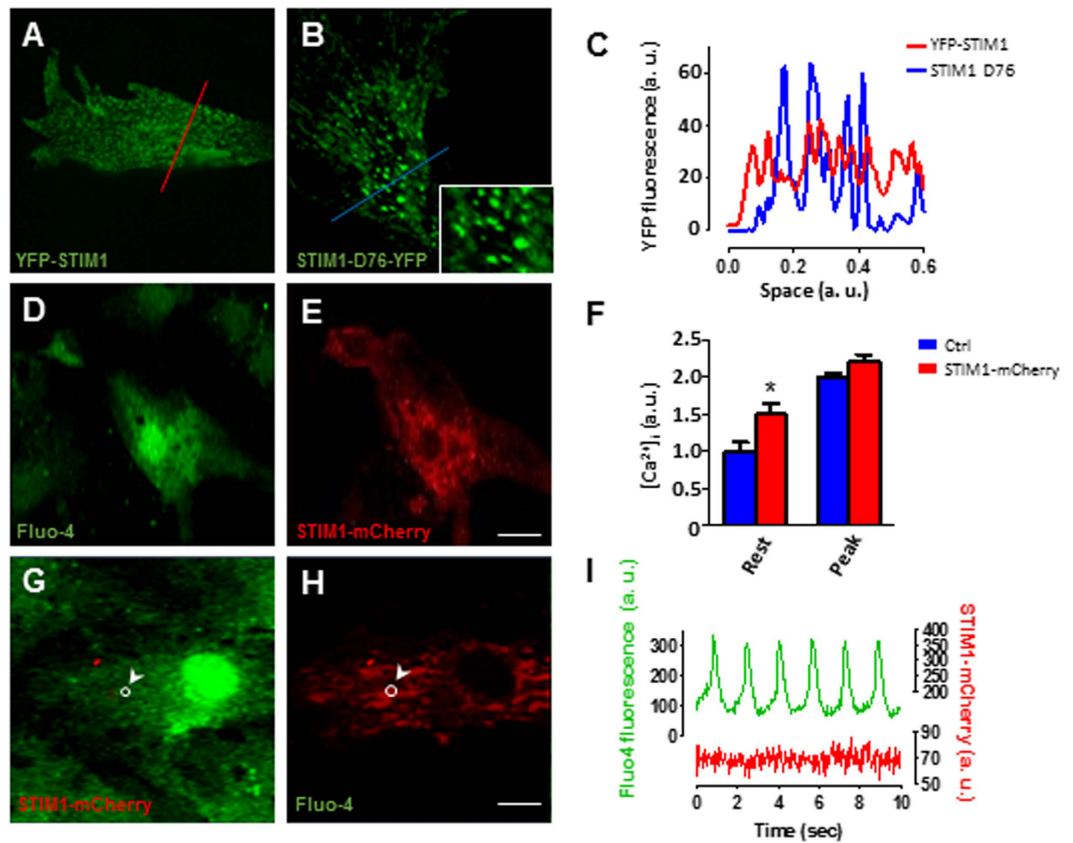 A
YFP-STIM1
B
STIM1-D76-YFP
C
YFP fluorescence (a. u.)
60
40
20
0
0.0 0.2 0.4 0.6
Space (a. u.)
YFP-STIM1
STIM1 D76
D
Fluo-4
E
STIM1-mCherry
F
[Ca²⁺]ᵢ (a.u.)
2.5
2.0
1.5
1.0
0.5
0
*
Rest Peak
Ctrl
STIM1-mCherry
G
STIM1-mCherry
H
Fluo-4
I
Fluo4 fluorescence (a. u.)
300
200
100
0
400
350
300
250
200
90
70
50
STIM1-mCherry (a. u.)
0 2 4 6 8 10
Time (sec)